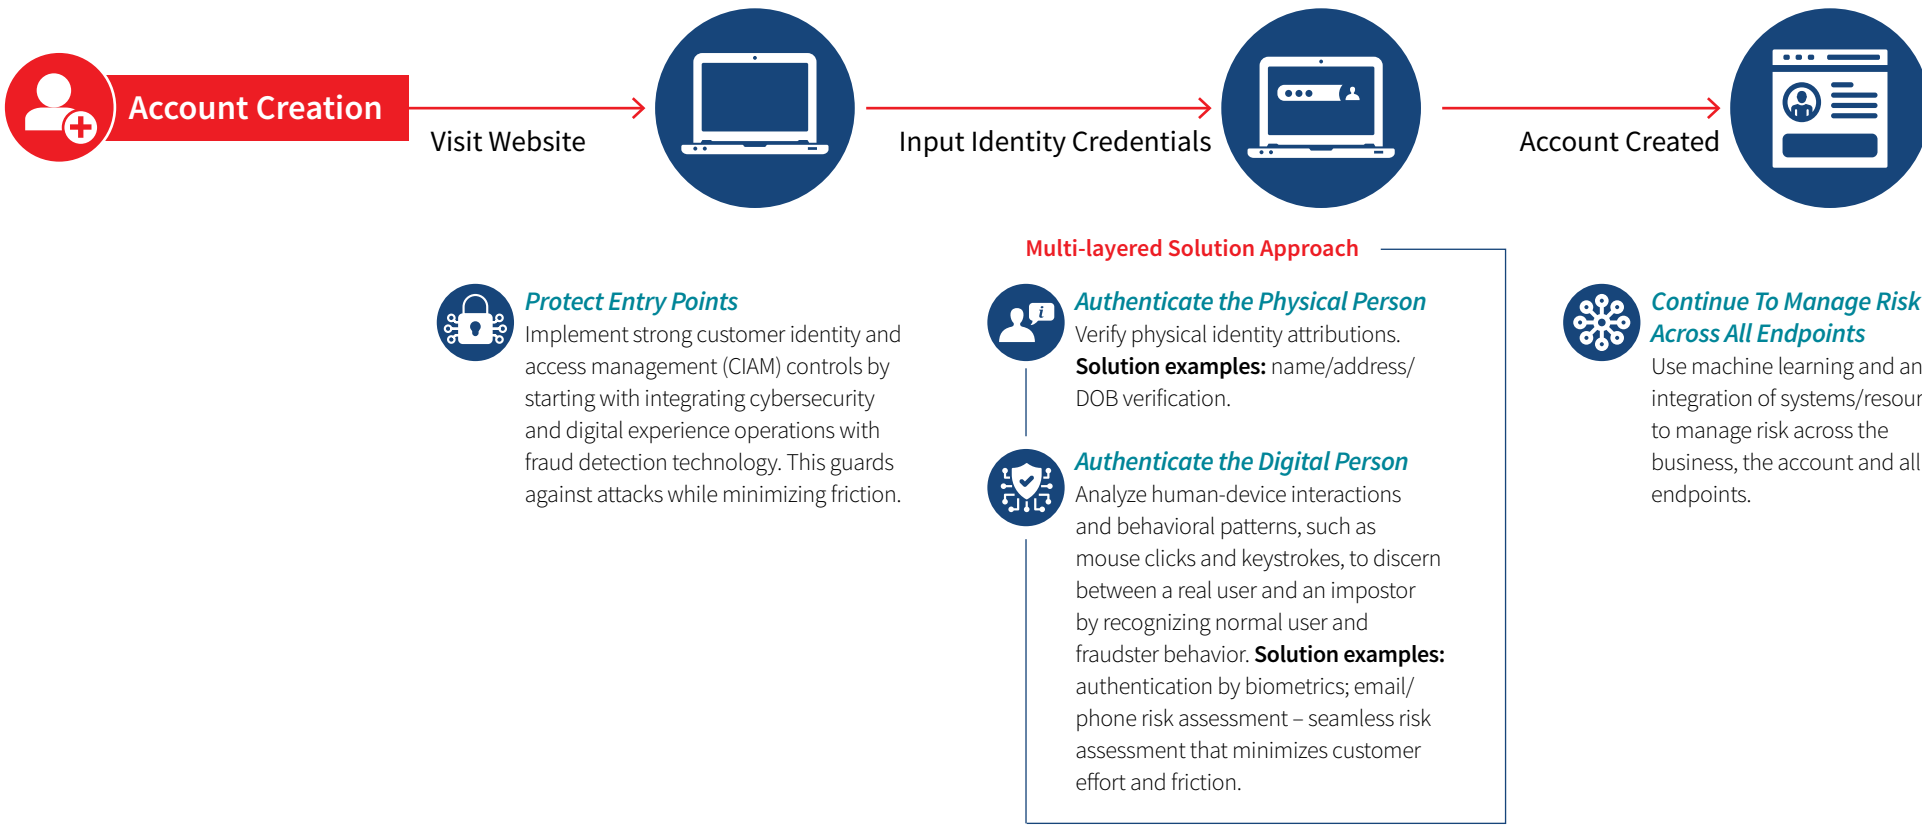 Account Creation
Visit Website
Input Identity Credentials
Account Created
Protect Entry Points
Implement strong customer identity and
access management (CIAM) controls by
starting with integrating cybersecurity
and digital experience operations with
fraud detection technology. This guards
against attacks while minimizing friction.
Multi-layered Solution Approach
Authenticate the Physical Person
Verify physical identity attributions.
Solution examples: name/address/
DOB verification.
Authenticate the Digital Person
Analyze human-device interactions
and behavioral patterns, such as
mouse clicks and keystrokes, to discern
between a real user and an impostor
by recognizing normal user and
fraudster behavior. Solution examples:
authentication by biometrics; email/
phone risk assessment – seamless risk
assessment that minimizes customer
effort and friction.
Continue To Manage Risk
Across All Endpoints
Use machine learning and an
integration of systems/resour
to manage risk across the
business, the account and all
endpoints.